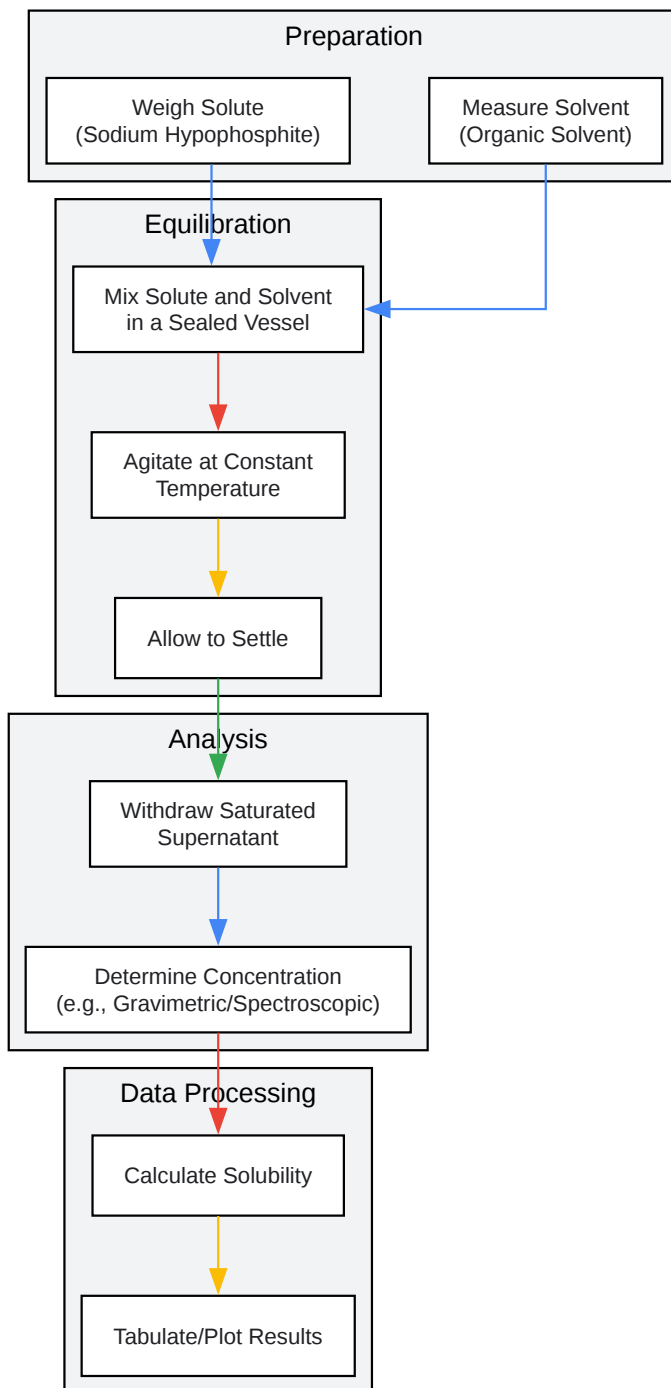 Preparation
Weigh Solute
(Sodium Hypophosphite)
Measure Solvent
(Organic Solvent)
Equilibration
Mix Solute and Solvent
in a Sealed Vessel
Agitate at Constant
Temperature
Allow to Settle
Analysis
Withdraw Saturated
Supernatant
Determine Concentration
(e.g., Gravimetric/Spectroscopic)
Data Processing
Calculate Solubility
Tabulate/Plot Results